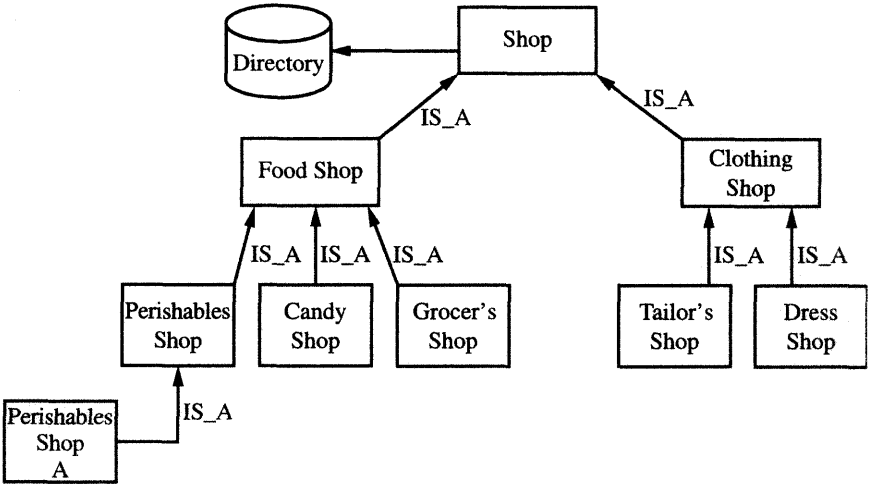 Directory
Shop
IS_A
IS_A
Food Shop
Clothing
Shop
IS_A
IS_A
IS_A
IS_A
IS_A
Perishables
Shop
Candy
Shop
Grocer's
Shop
Tailor's
Shop
Dress
Shop
IS_A
Perishables
Shop
A